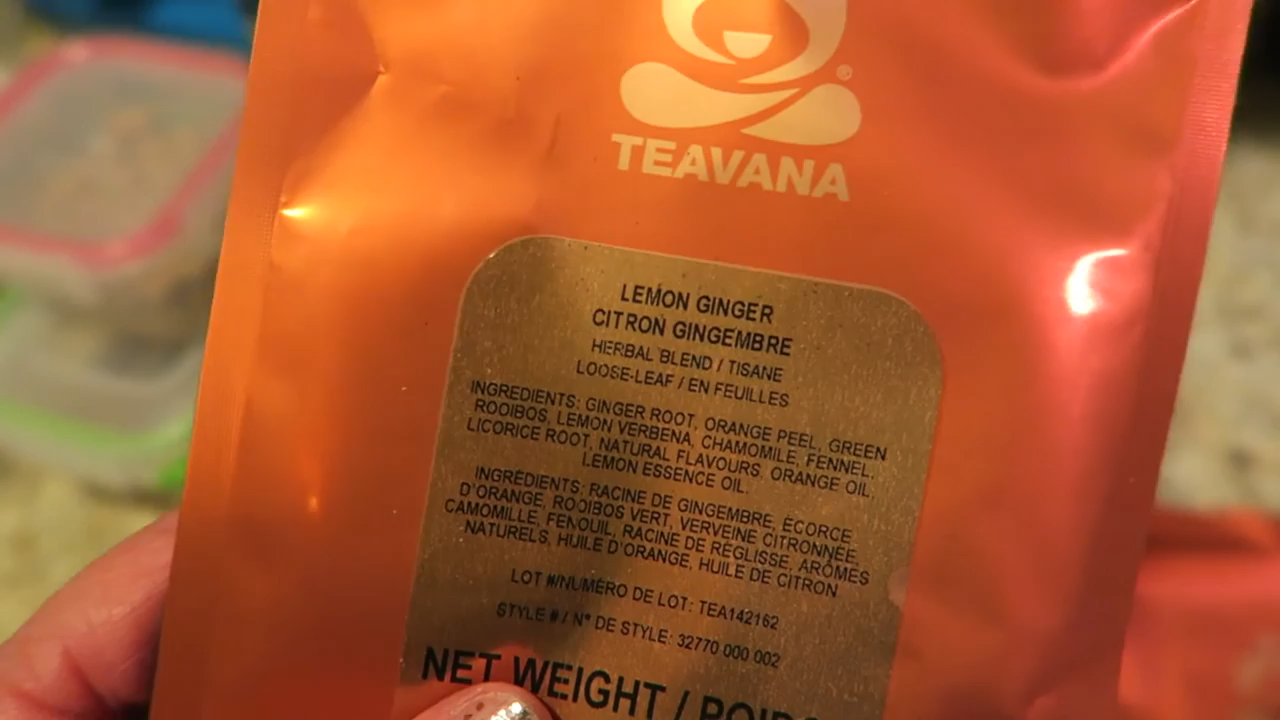 TEAVANA
LEMON GINGER
CITRON GINGEMBRE
HERBAL BLEND / TISANE
LOOSE-LEAF / EN FEUILLES
INGREDIENTS: GINGER ROOT, ORANGE PEEL, GREEN
ROOIBOS, LEMON VERBENA, CHAMOMILE, FENNEL,
LICORICE ROOT, NATURAL FLAVOURS, ORANGE OIL,
LEMON ESSENCE OIL.
INGRÉDIENTS: RACINE DE GINGEMBRE, ÉCORCE
D'ORANGE, ROOIBOS VERT, VERVEINE CITRONNÉE,
CAMOMILLE, FENOUIL, RACINE DE RÉGLISSE, ARÔMES
NATURELS, HUILE D'ORANGE, HUILE DE CITRON
LOT #/NUMÉRO DE LOT: TEA142162
STYLE # / N° DE STYLE: 32770 000 002
NET WEIGHT / POIDS